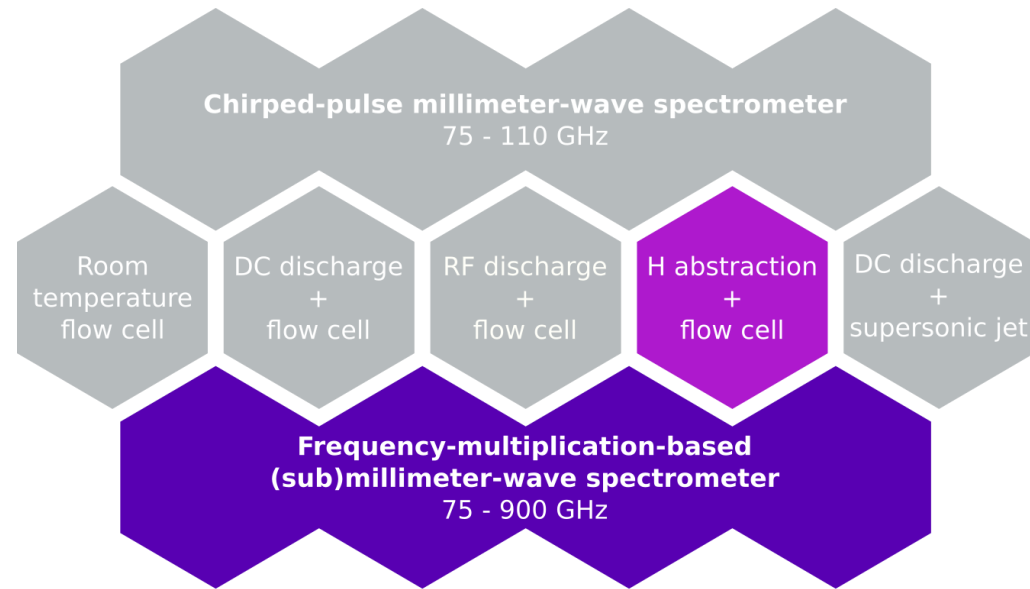 Chirped-pulse millimeter-wave spectrometer
75 - 110 GHz
Room
temperature
flow cell
DC discharge
+
flow cell
RF discharge
+
flow cell
H abstraction
+
flow cell
DC discharge
+
supersonic jet
Frequency-multiplication-based
(sub)millimeter-wave spectrometer
75 - 900 GHz